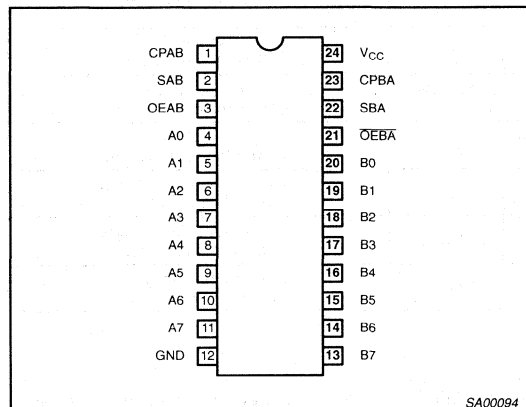 CPAB 1 24 VCC
SAB 2 23 CPBA
OEAB 3 22 SBA
A0 4 21 OEBA
A1 5 20 B0
A2 6 19 B1
A3 7 18 B2
A4 8 17 B3
A5 9 16 B4
A6 10 15 B5
A7 11 14 B6
GND 12 13 B7
SA00094